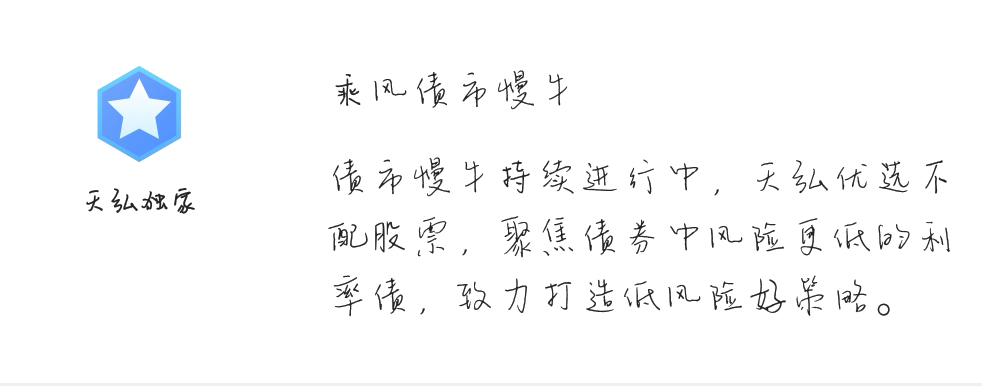 乘风债市慢牛
天弘独家
债市慢牛持续进行中，天弘优选不
配股票，聚焦债券中风险更低的利
率债，致力打造低风险好策略。